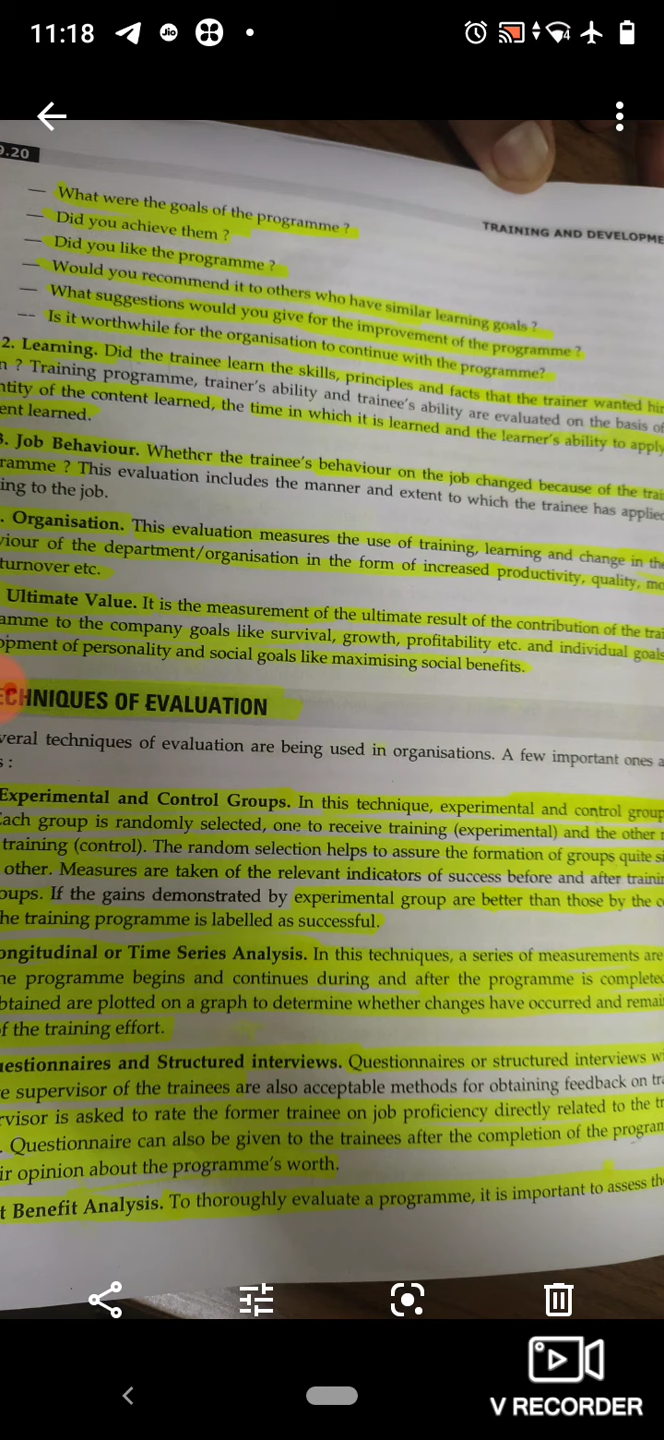 11:18
Jio
4
9.20
TRAINING AND DEVELOPME
— What were the goals of the programme ?
— Did you achieve them ?
— Did you like the programme ?
— Would you recommend it to others who have similar learning goals ?
— What suggestions would you give for the improvement of the programme ?
-- Is it worthwhile for the organisation to continue with the programme?
2. Learning. Did the trainee learn the skills, principles and facts that the trainer wanted hi
n ? Training programme, trainer's ability and trainee's ability are evaluated on the basis of
ntity of the content learned, the time in which it is learned and the learner's ability to apply
ent learned.
3. Job Behaviour. Whether the trainee's behaviour on the job changed because of the trai
ramme ? This evaluation includes the manner and extent to which the trainee has applied
ing to the job.
. Organisation. This evaluation measures the use of training, learning and change in the
viour of the department/organisation in the form of increased productivity, quality, mo
turnover etc.
Ultimate Value. It is the measurement of the ultimate result of the contribution of the trai
amme to the company goals like survival, growth, profitability etc. and individual goals
opment of personality and social goals like maximising social benefits.
ECHNIQUES OF EVALUATION
veral techniques of evaluation are being used in organisations. A few important ones a
s :
Experimental and Control Groups. In this technique, experimental and control group
Each group is randomly selected, one to receive training (experimental) and the other n
training (control). The random selection helps to assure the formation of groups quite si
other. Measures are taken of the relevant indicators of success before and after trainin
oups. If the gains demonstrated by experimental group are better than those by the c
he training programme is labelled as successful.
ongitudinal or Time Series Analysis. In this techniques, a series of measurements are
he programme begins and continues during and after the programme is completed
btained are plotted on a graph to determine whether changes have occurred and remai
f the training effort.
uestionnaires and Structured interviews. Questionnaires or structured interviews wi
e supervisor of the trainees are also acceptable methods for obtaining feedback on tra
rvisor is asked to rate the former trainee on job proficiency directly related to the tr
. Questionnaire can also be given to the trainees after the completion of the program
ir opinion about the programme's worth.
t Benefit Analysis. To thoroughly evaluate a programme, it is important to assess the
V RECORDER